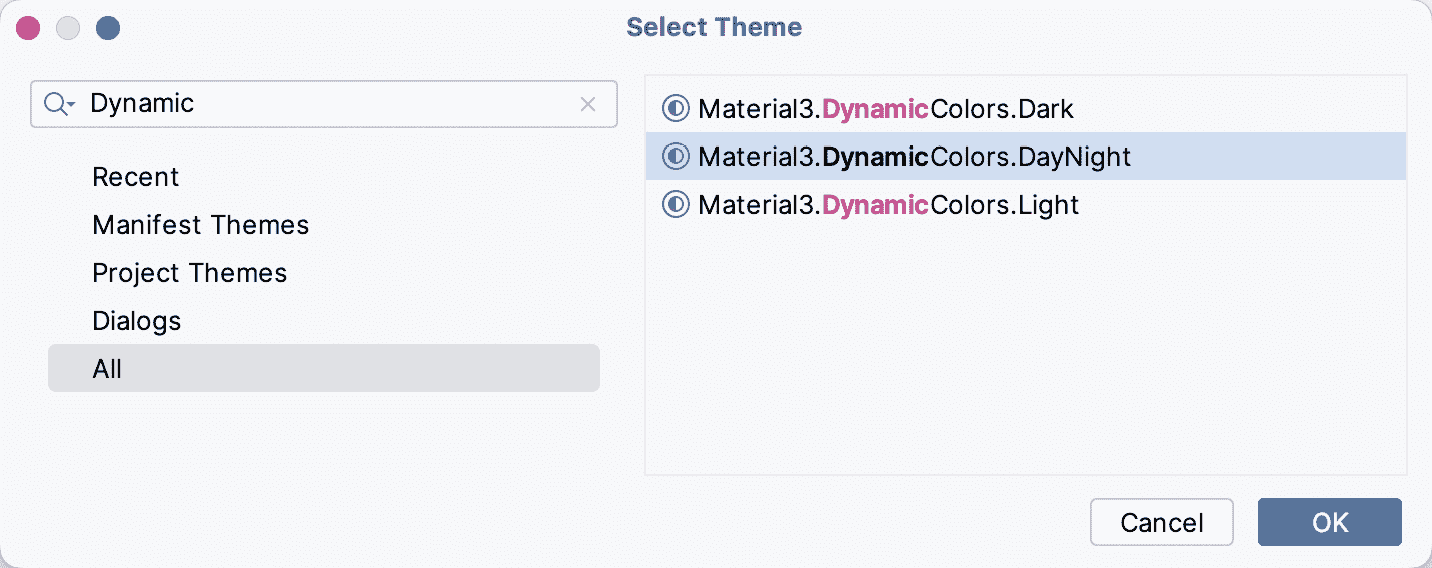 Select Theme
Dynamic
Recent
Manifest Themes
Project Themes
Dialogs
All
Material3.DynamicColors.Dark
Material3.DynamicColors.DayNight
Material3.DynamicColors.Light
Cancel
OK